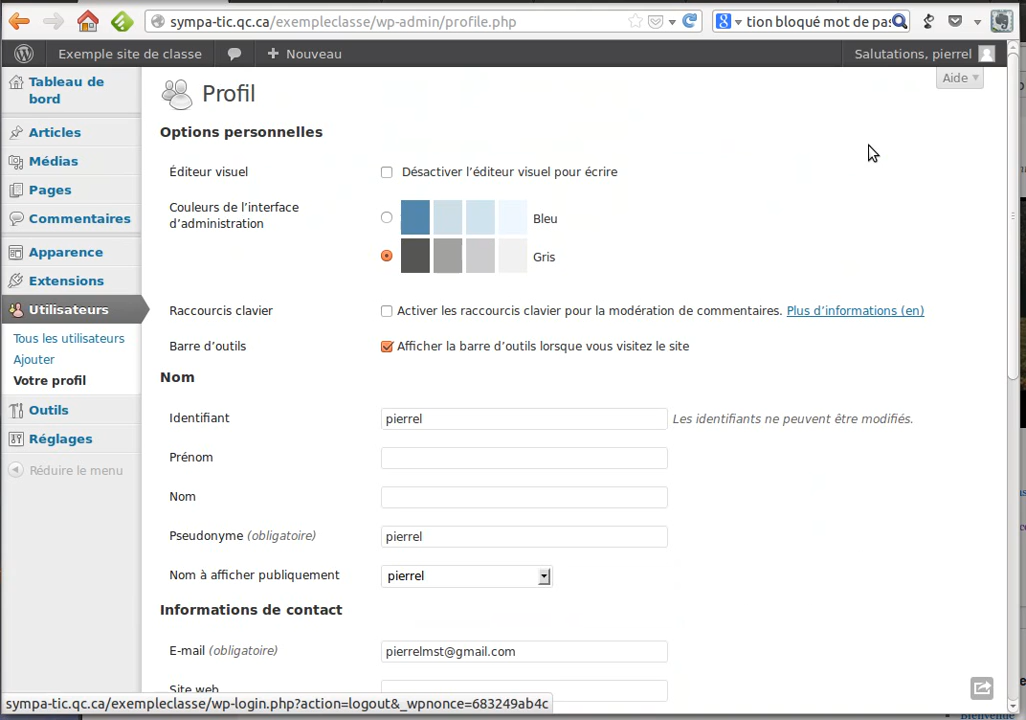 sympa-tic.qc.ca/exempleclasse/wp-admin/profile.php
tion bloqué mot de pa
Exemple site de classe
Nouveau
Salutations, pierrel
Aide
Tableau de
bord
Articles
Médias
Pages
Commentaires
Apparence
Extensions
Utilisateurs
Tous les utilisateurs
Ajouter
Votre profil
Outils
Réglages
Réduire le menu
Profil
Options personnelles
Éditeur visuel
Désactiver l’éditeur visuel pour écrire
Couleurs de l’interface
d’administration
Bleu
Gris
Raccourcis clavier
Activer les raccourcis clavier pour la modération de commentaires. Plus d’informations (en)
Barre d’outils
Afficher la barre d’outils lorsque vous visitez le site
Nom
Identifiant
pierrel
Les identifiants ne peuvent être modifiés.
Prénom
Nom
Pseudonyme (obligatoire)
pierrel
Nom à afficher publiquement
pierrel
Informations de contact
E-mail (obligatoire)
pierrelmst@gmail.com
Site web
sympa-tic.qc.ca/exempleclasse/wp-login.php?action=logout&_wpnonce=683249ab4c